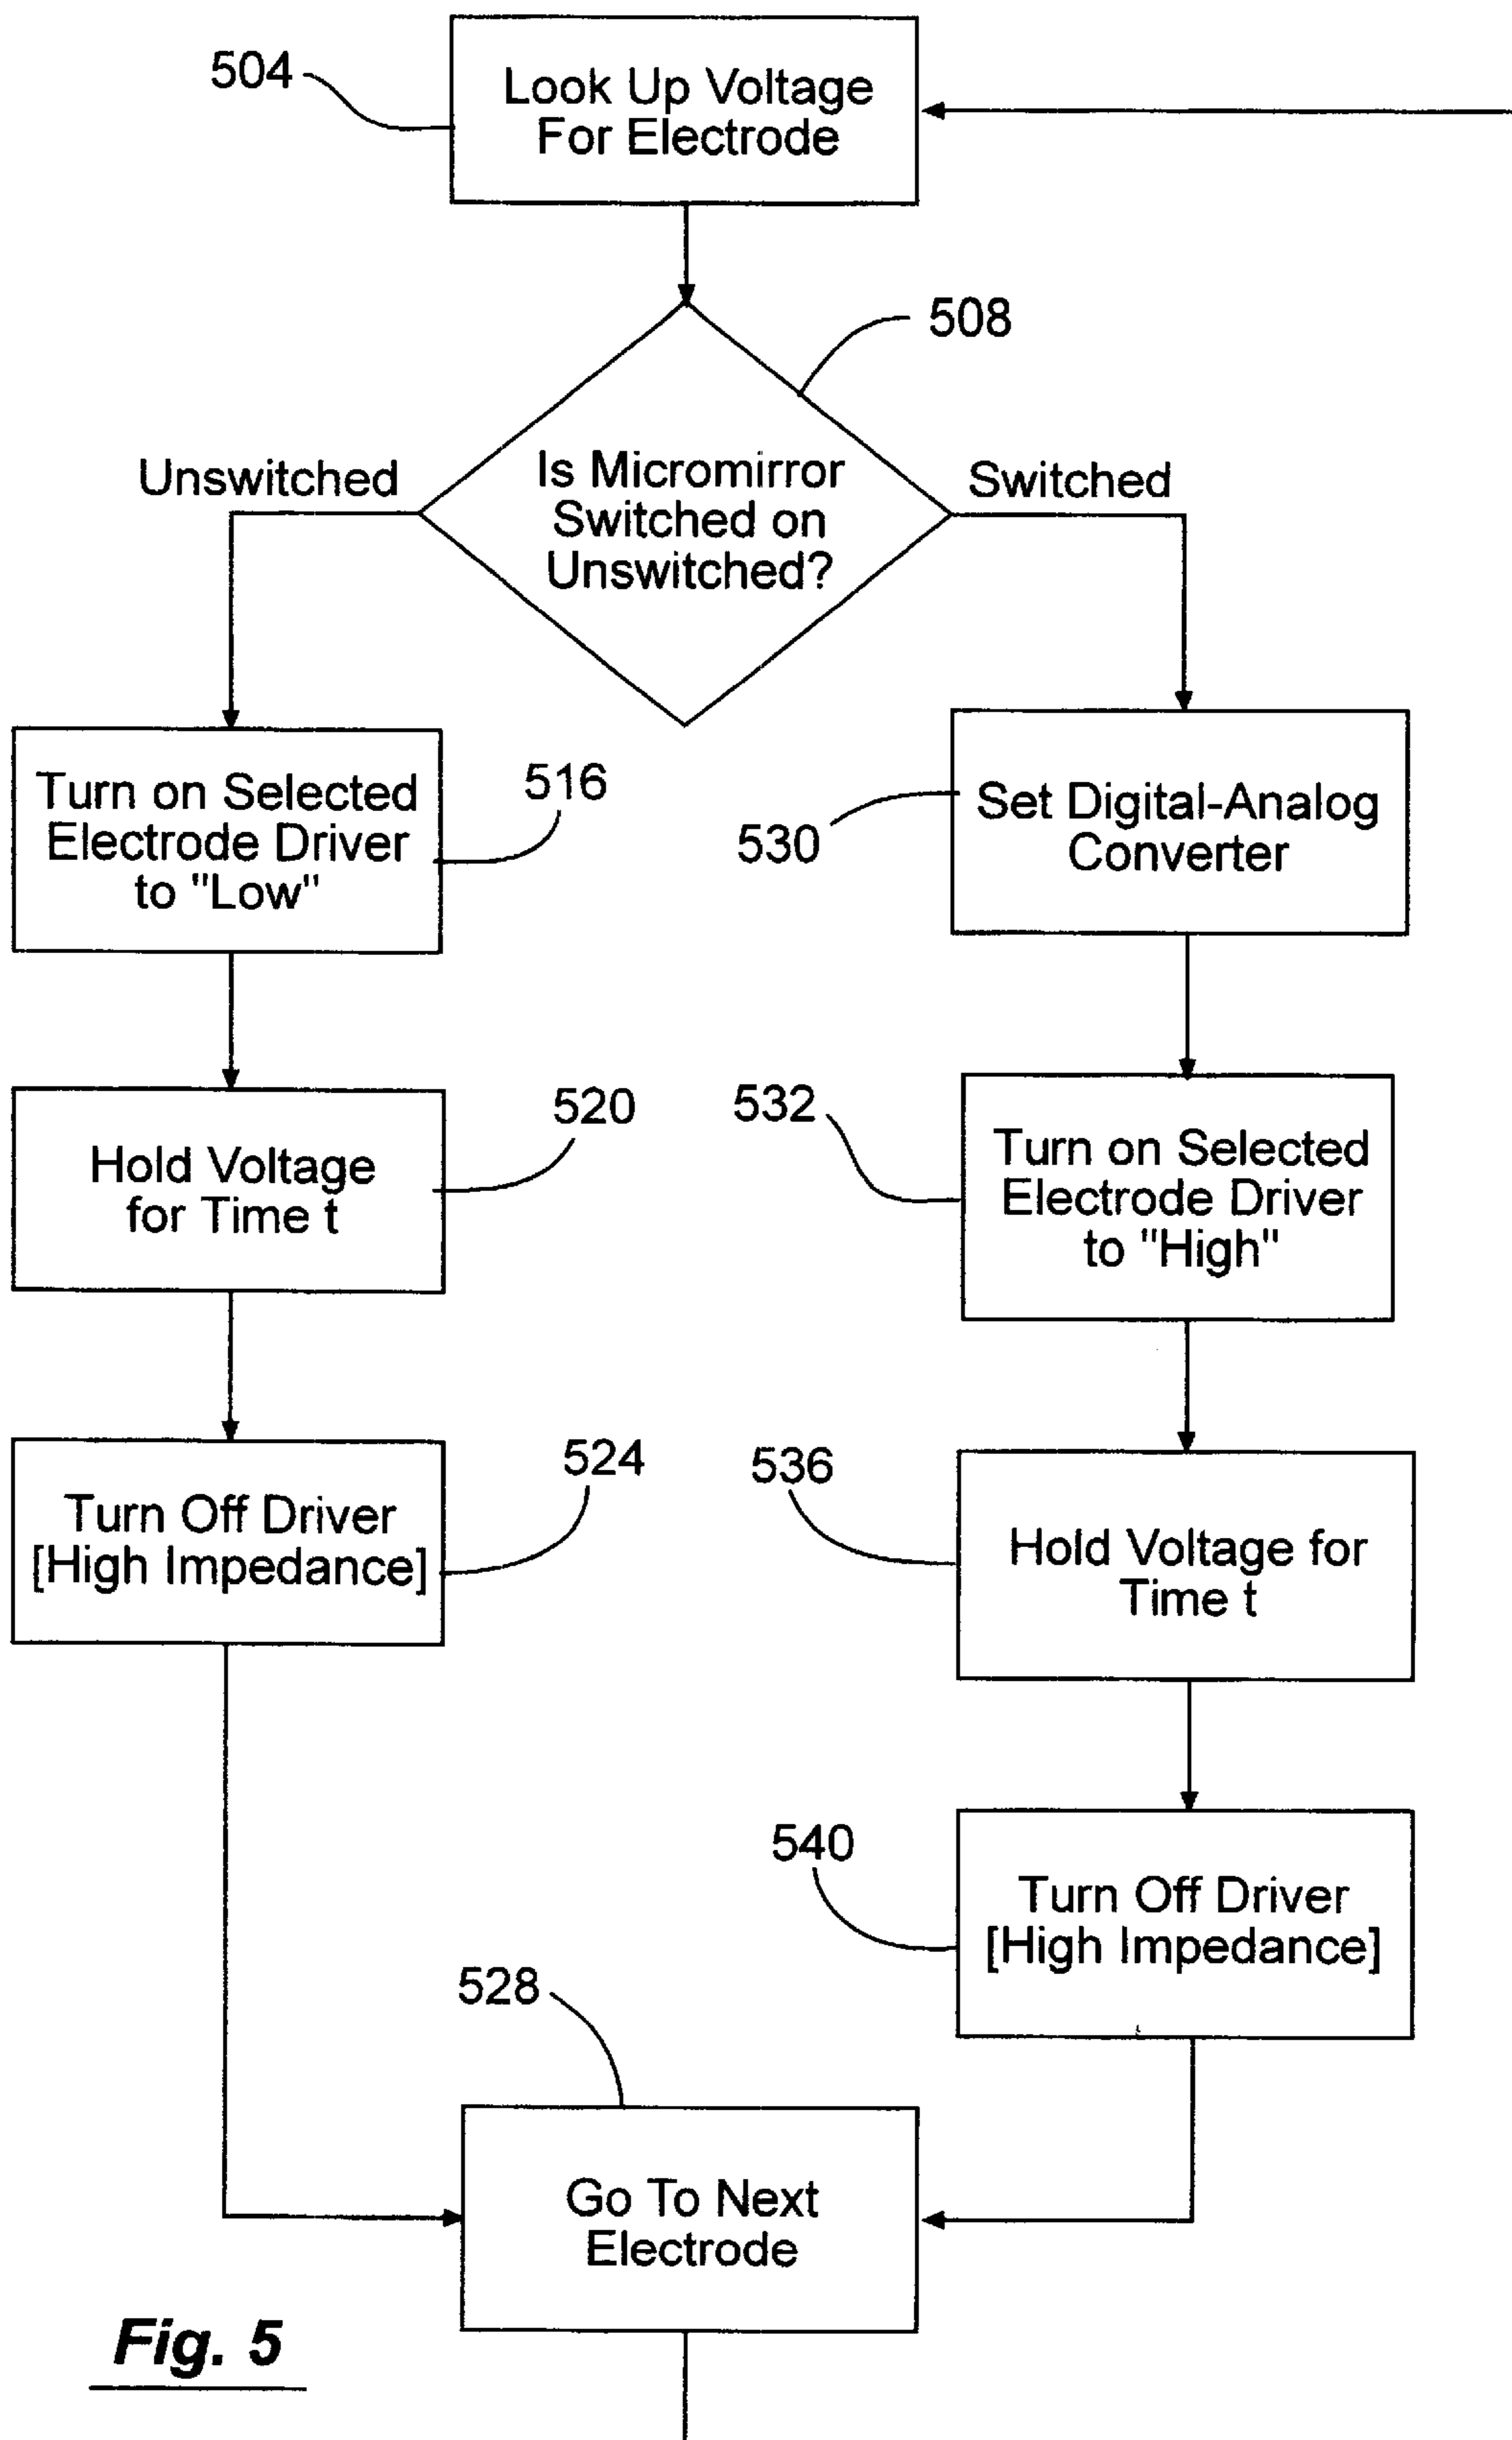 504
Look Up Voltage
For Electrode
508
Unswitched
Is Micromirror
Switched on
Unswitched?
Switched
Turn on Selected
Electrode Driver
to "Low"
516
530
Set Digital-Analog
Converter
Hold Voltage
for Time t
520
532
Turn on Selected
Electrode Driver
to "High"
Turn Off Driver
[High Impedance]
524
536
Hold Voltage for
Time t
540
Turn Off Driver
[High Impedance]
528
Go To Next
Electrode
Fig. 5